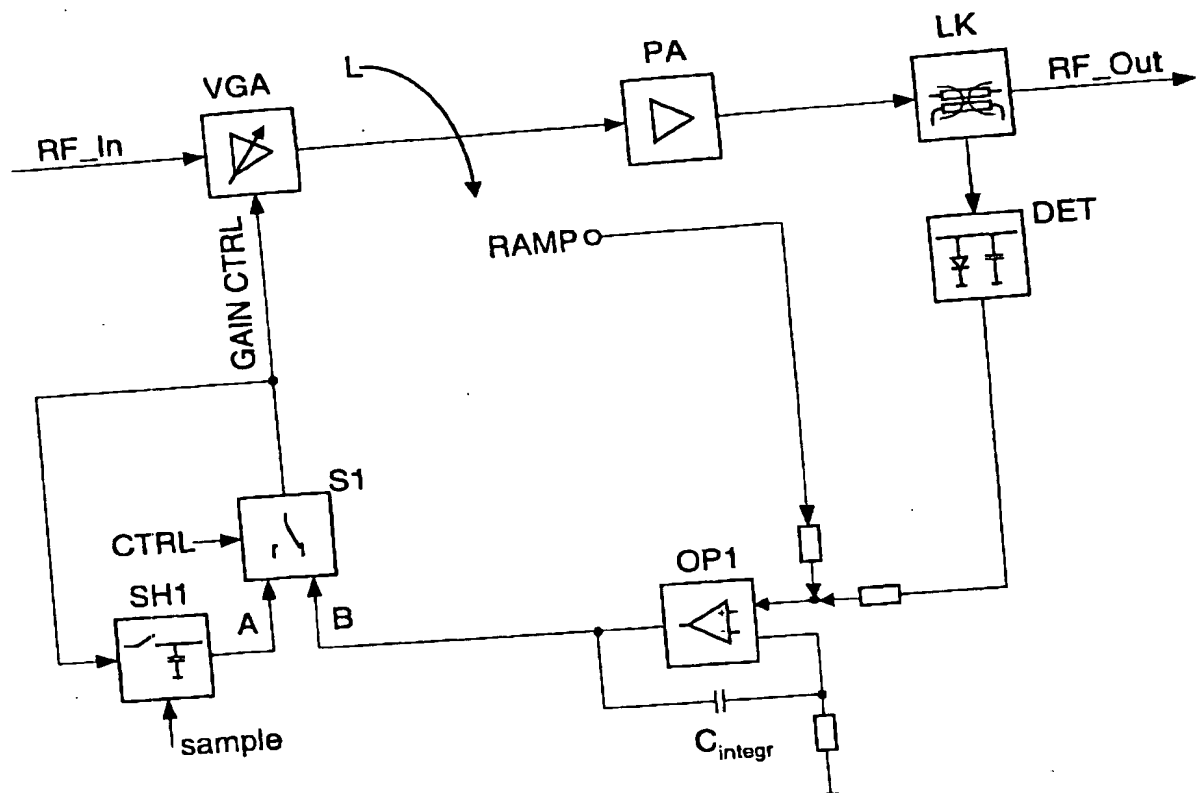 LK
PA
RF_Out
L
VGA
RF_In
DET
RAMP
GAIN CTRL
S1
CTRL
OP1
SH1
A
B
+
-
sample
Cintegr